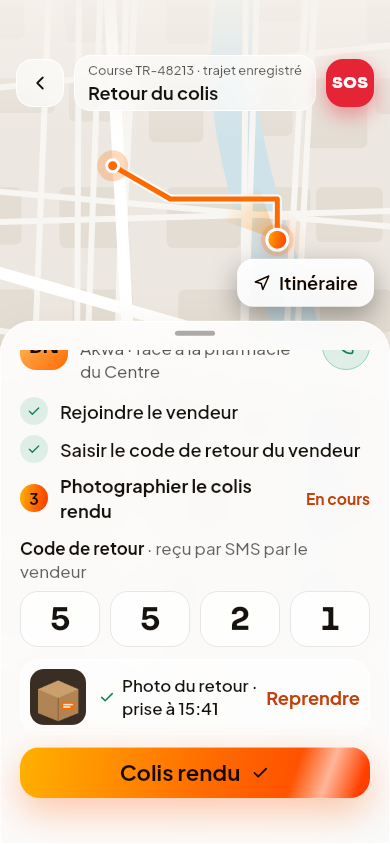 Course TR-48213 · trajet enregistré
Retour du colis
SOS
Itinéraire
Akwa · face à la pharmacie
du Centre
Rejoindre le vendeur
Saisir le code de retour du vendeur
3
Photographier le colis
rendu
En cours
Code de retour · reçu par SMS par le
vendeur
5 5 2 1
Photo du retour ·
prise à 15:41
Reprendre
Colis rendu